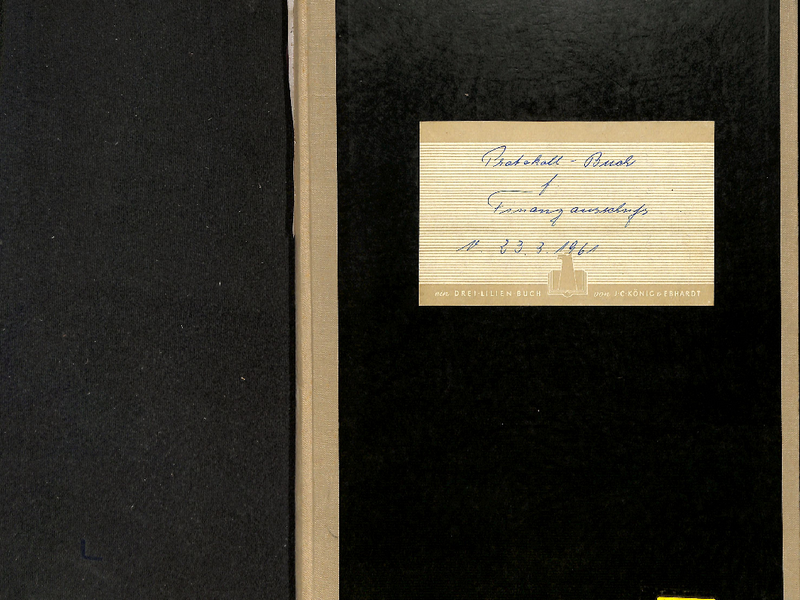 Protokoll - Buch
f
Finanzausschuß
v. 23.3.1961
ein DREI LILIEN BUCH von J.C. KÖNIG & EBHARDT
L